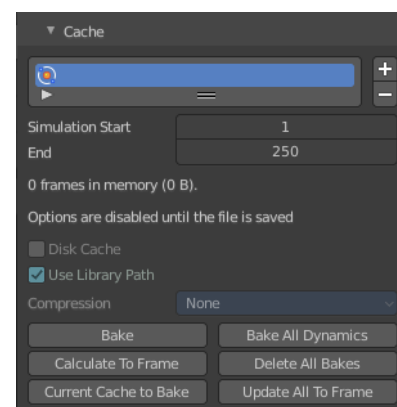 Cache
Simulation Start 1
End 250
0 frames in memory (0 B).
Options are disabled until the file is saved
Disk Cache
Use Library Path
Compression None
Bake Bake All Dynamics
Calculate To Frame Delete All Bakes
Current Cache to Bake Update All To Frame